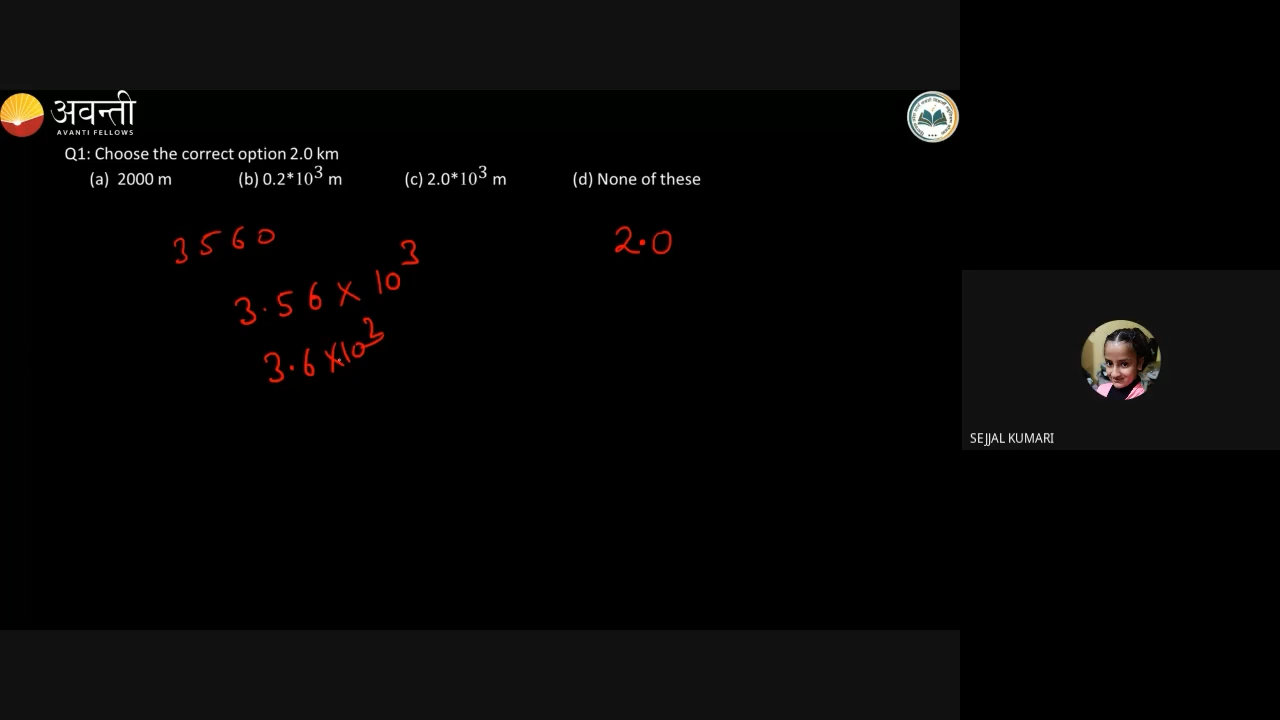 अवन्ती
AVANTI FELLOWS
Q1: Choose the correct option 2.0 km
(a) 2000 m (b) 0.2*10³ m (c) 2.0*10³ m (d) None of these
3560 2.0
3.56 × 10³
3.6 × 10³
SEJJAL KUMARI